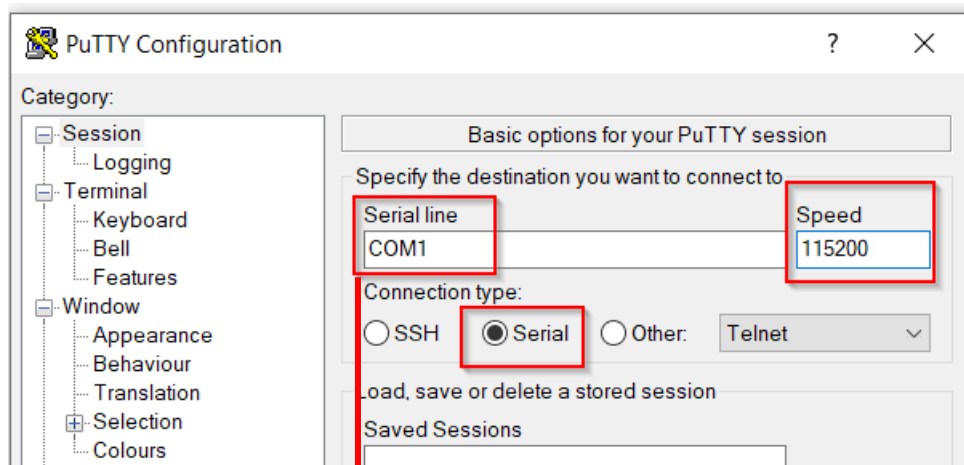 PuTTY Configuration ? ×
Category:
Session
Logging
Terminal
Keyboard
Bell
Features
Window
Appearance
Behaviour
Translation
Selection
Colours
Basic options for your PuTTY session
Specify the destination you want to connect to
Serial line Speed
COM1 115200
Connection type:
SSH Serial Other: Telnet
Load, save or delete a stored session
Saved Sessions